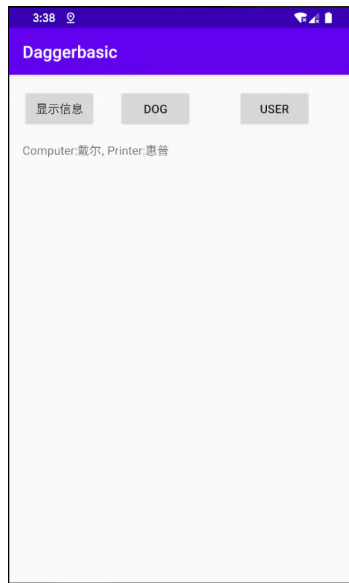 3:38
Daggerbasic
显示信息 DOG USER
Computer:戴尔, Printer:惠普